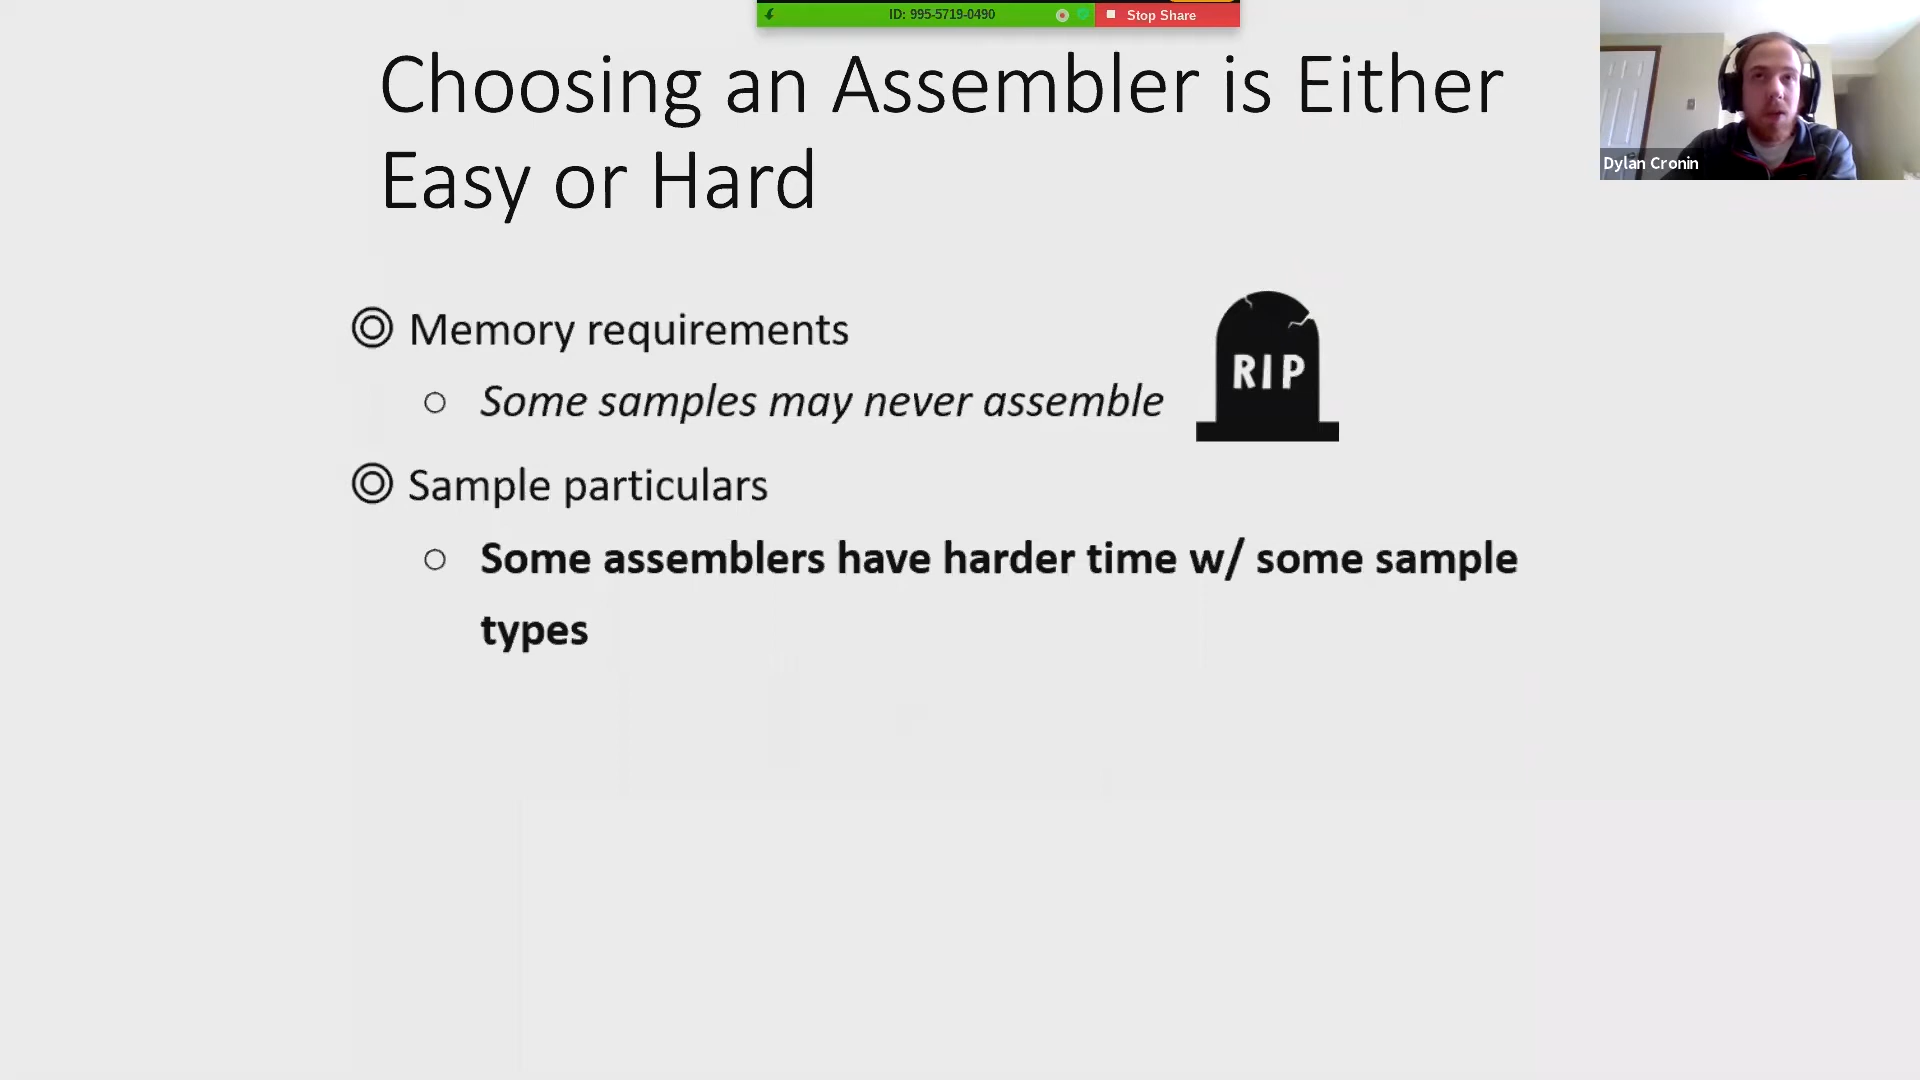 ID: 995-5719-0490
Stop Share
Choosing an Assembler is Either
Easy or Hard
Dylan Cronin
Memory requirements
Some samples may never assemble
RIP
Sample particulars
Some assemblers have harder time w/ some sample
types